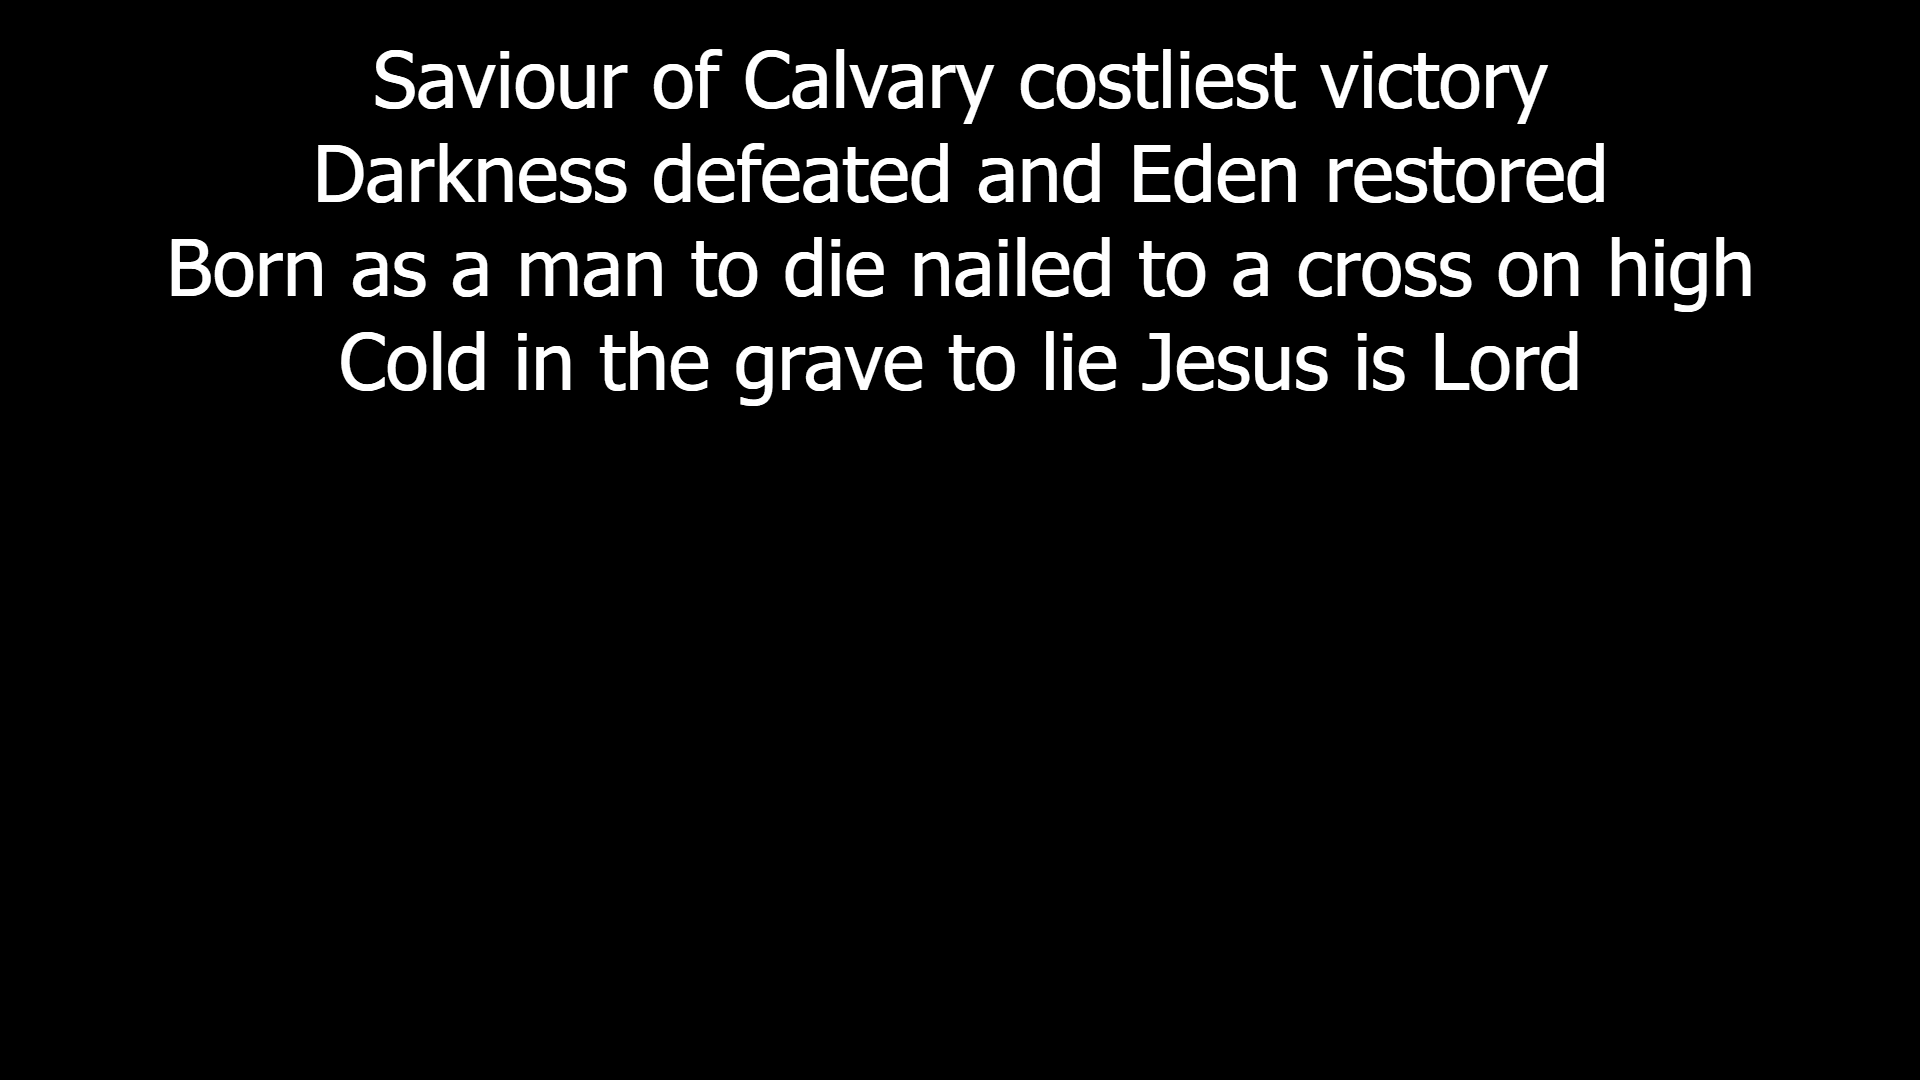 Saviour of Calvary costliest victory
Darkness defeated and Eden restored
Born as a man to die nailed to a cross on high
Cold in the grave to lie Jesus is Lord